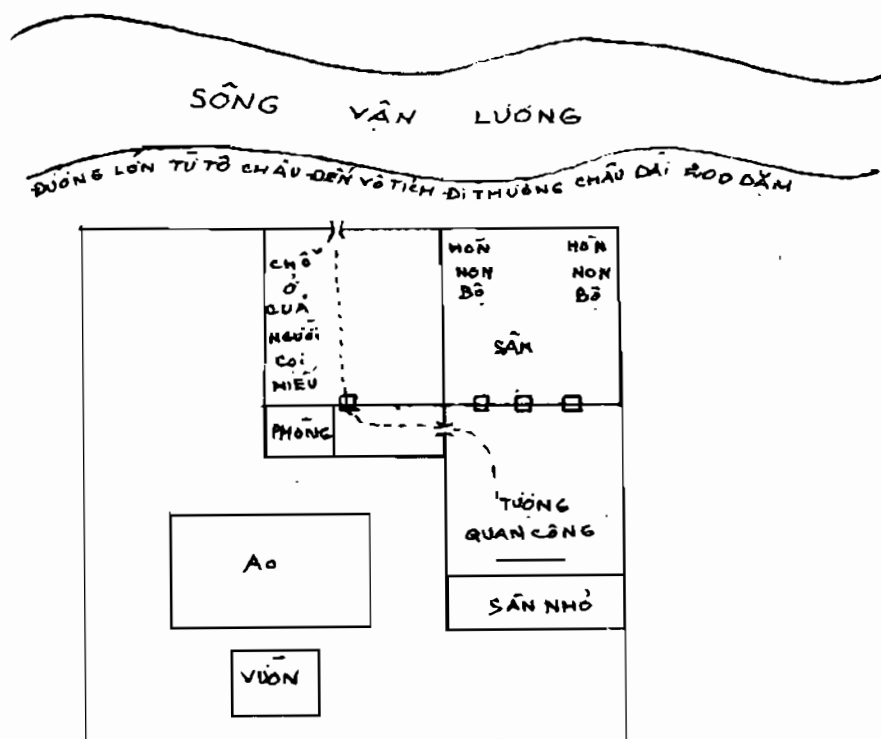 SÔNG VẬN LƯƠNG
ĐƯỜNG LỚN TỪ TÔ CHÂU ĐẾN VÔ TÍCH ĐI THƯỜNG CHÂU DÀI 200 DẶM
CHỖ
Ở
CUẢ
NGƯỜI
COI
MIẾU
HÒN
NON
BỘ
HÒN
NON
BỘ
SÂN
PHÒNG
TƯỢNG
QUAN CÔNG
AO
SÂN NHỎ
VƯỜN